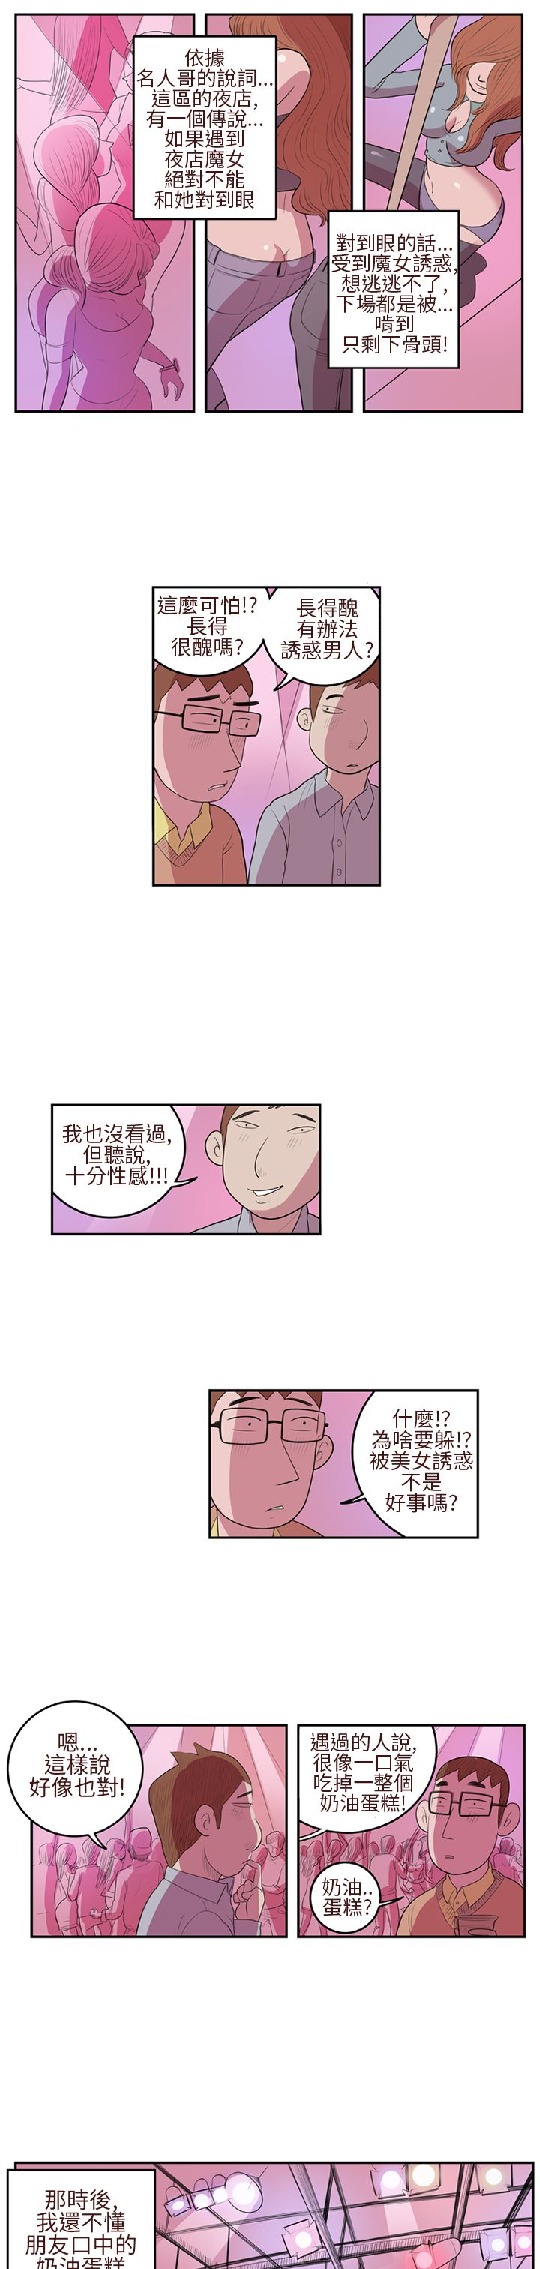 依據
名人哥的說詞...
這區的夜店,
有一個傳說...
如果遇到
夜店魔女
絕對不能
和她對到眼
對到眼的話...
受到魔女誘惑,
想逃逃不了,
下場都是被...
啃到
只剩下骨頭!
這麼可怕!?
長得
很醜嗎?
長得醜
有辦法
誘惑男人?
我也沒看過,
但聽說,
十分性感!!!
什麼!?
為啥要躲!?
被美女誘惑
不是
好事嗎?
嗯...
這樣說
好像也對!
遇過的人說,
很像一口氣
吃掉一整個
奶油蛋糕!
奶油..
蛋糕?
那時後,
我還不懂
朋友口中的
奶油蛋糕